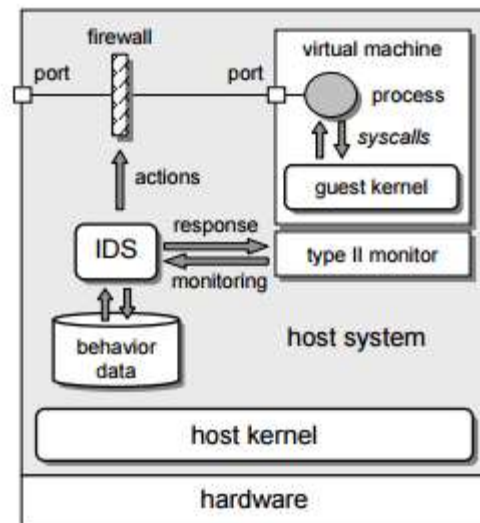 firewall
virtual machine
port
port
process
syscalls
actions
guest kernel
response
IDS
type II monitor
monitoring
host system
behavior
data
host kernel
hardware